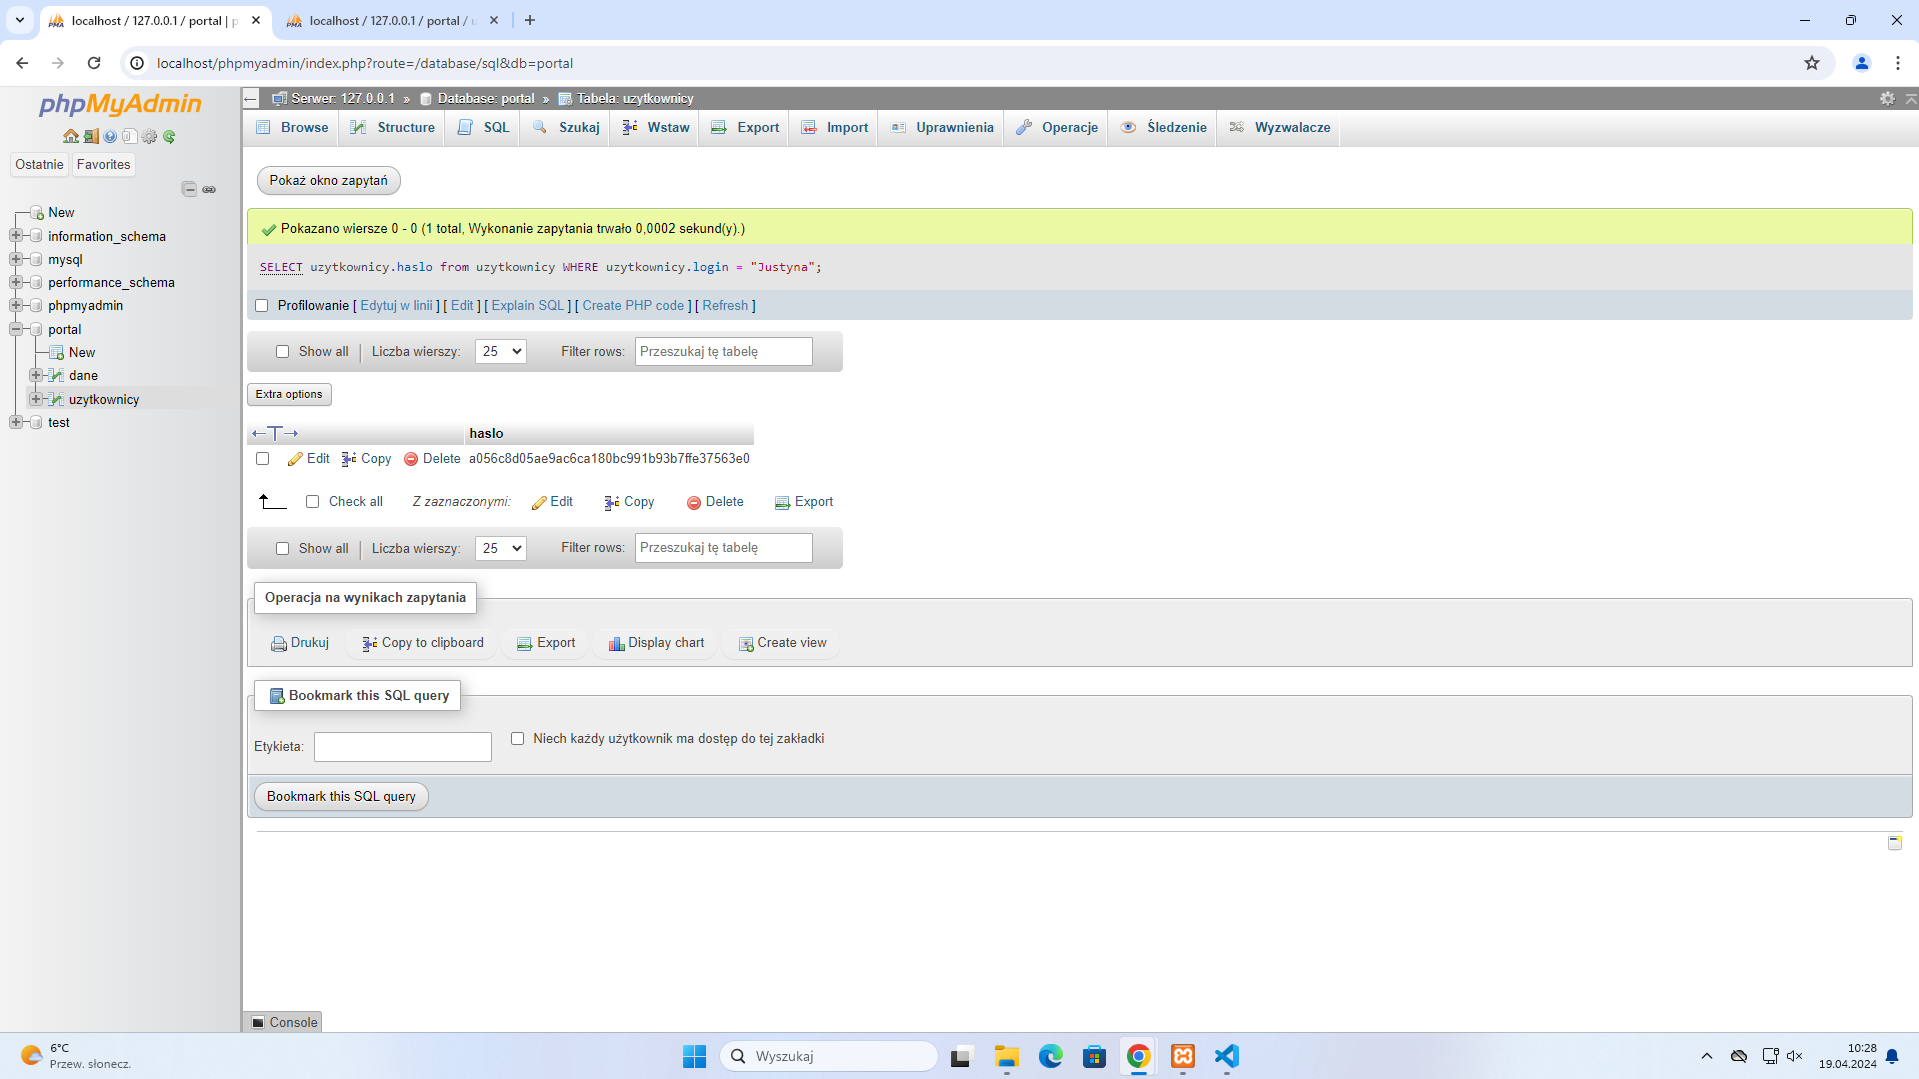 localhost / 127.0.0.1 / portal | p
localhost / 127.0.0.1 / portal / u
localhost/phpmyadmin/index.php?route=/database/sql&db=portal
phpMyAdmin
Ostatnie Favorites
New
information_schema
mysql
performance_schema
phpmyadmin
portal
New
dane
uzytkownicy
test
Serwer: 127.0.0.1 » Database: portal » Tabela: uzytkownicy
Browse Structure SQL Szukaj Wstaw Export Import Uprawnienia Operacje Śledzenie Wyzwalacze
Pokaż okno zapytań
Pokazano wiersze 0 - 0 (1 total, Wykonanie zapytania trwało 0,0002 sekund(y).)
SELECT uzytkownicy.haslo from uzytkownicy WHERE uzytkownicy.login = "Justyna";
Profilowanie [ Edytuj w linii ] [ Edit ] [ Explain SQL ] [ Create PHP code ] [ Refresh ]
Show all | Liczba wierszy: 25 Filter rows: Przeszukaj tę tabelę
Extra options
←T→ haslo
Edit Copy Delete a056c8d05ae9ac6ca180bc991b93b7ffe37563e0
Check all Z zaznaczonymi: Edit Copy Delete Export
Show all | Liczba wierszy: 25 Filter rows: Przeszukaj tę tabelę
Operacja na wynikach zapytania
Drukuj Copy to clipboard Export Display chart Create view
Bookmark this SQL query
Etykieta: Niech każdy użytkownik ma dostęp do tej zakładki
Bookmark this SQL query
Console
6°C
Przew. słonecz.
Wyszukaj
10:28
19.04.2024